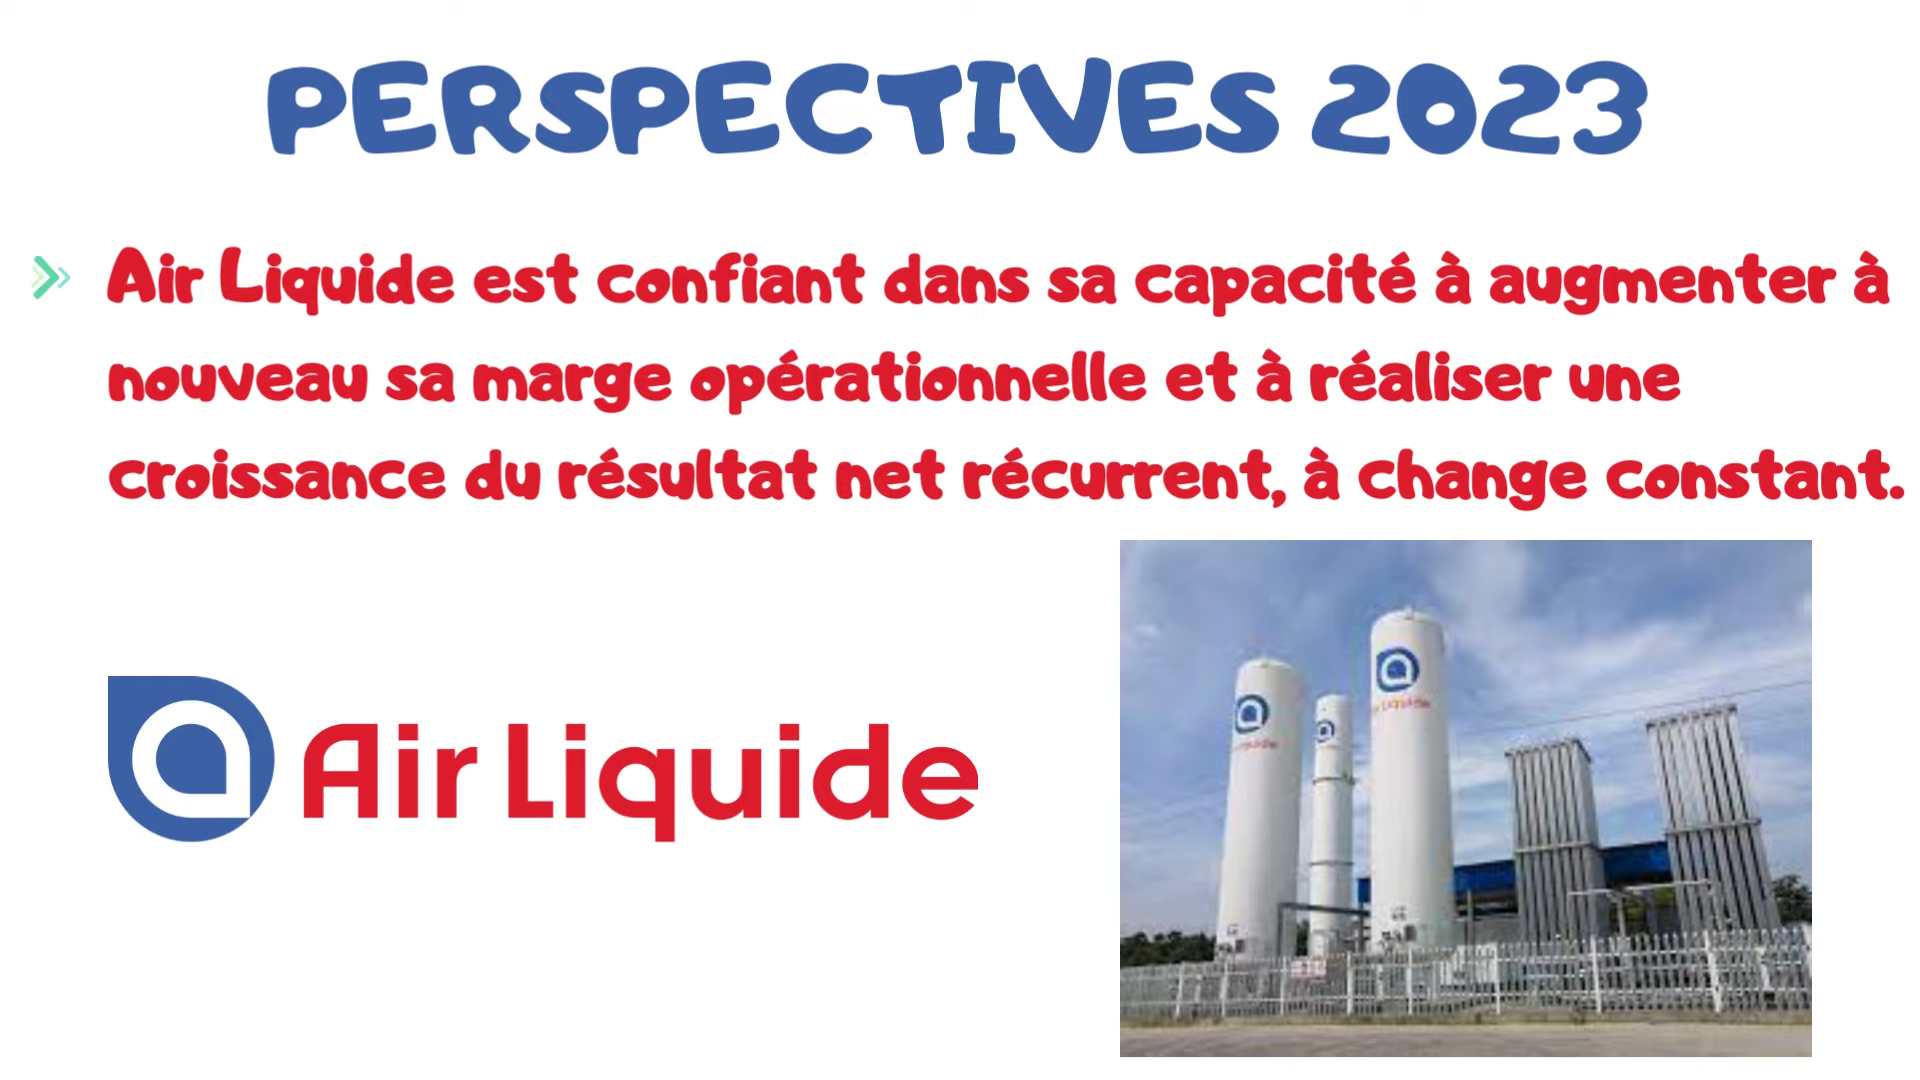 PERSPECTIVES 2023
Air Liquide est confiant dans sa capacité à augmenter à
nouveau sa marge opérationnelle et à réaliser une
croissance du résultat net récurrent, à change constant.
Air Liquide